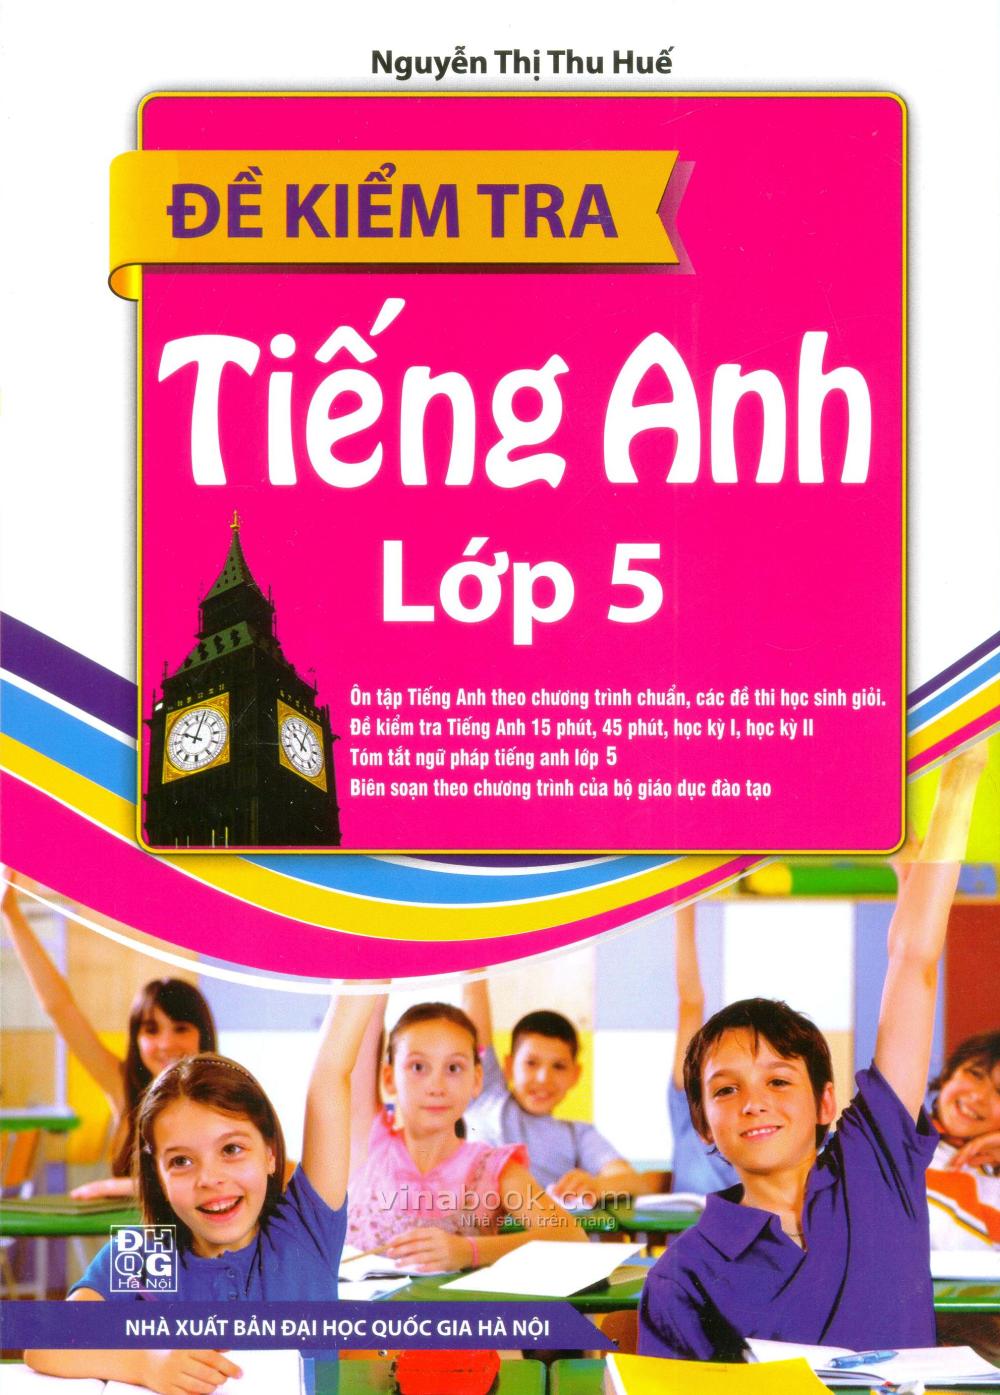 Nguyễn Thị Thu Huế
ĐỀ KIỂM TRA
Tiếng Anh
Lớp 5
Ôn tập Tiếng Anh theo chương trình chuẩn, các đề thi học sinh giỏi.
Đề kiểm tra Tiếng Anh 15 phút, 45 phút, học kỳ I, học kỳ II
Tóm tắt ngữ pháp tiếng anh lớp 5
Biên soạn theo chương trình của bộ giáo dục đào tạo
vinabook.com
Nhà sách trên mạng
ĐH
QG
Hà Nội
NHÀ XUẤT BẢN ĐẠI HỌC QUỐC GIA HÀ NỘI